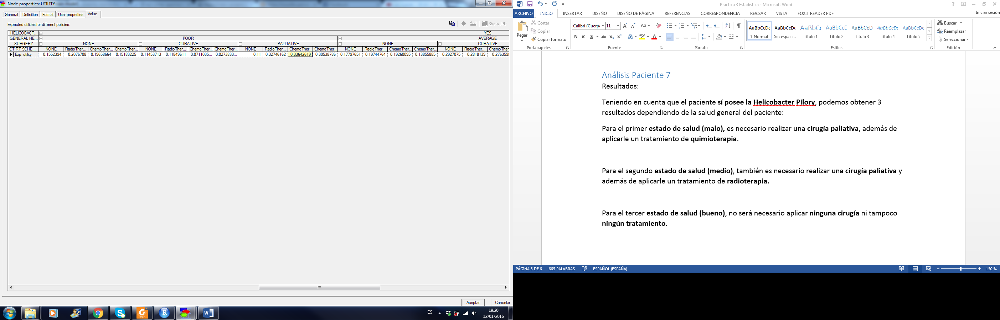 Node properties: UTILITY
General Definition Format User properties Value
Expected utilities for different policies:
Show JPD
HELICOBACT... YES
GENERAL HE... POOR AVERAGE
SURGERY NONE CURATIVE PALLIATIVE NONE CURATIVE
CT RT SCHE... NONE Radio Ther... Chemo Ther... Chemo Ther... NONE Radio Ther... Chemo Ther... Chemo Ther... NONE Radio Ther... Chemo Ther... Chemo Ther... NONE Radio Ther... Chemo Ther... Chemo Ther... NONE Radio Ther... Chemo Ther
Exp. utility 0.1552394 0.2076708 0.19658664 0.15183225 0.11453713 0.11849611 0.0711035... 0.0273833... 0.11 0.32746162 0.33642619 0.30538786 0.17797651 0.19744764 0.19260095 0.13855885 0.2927075 0.2818139 0.2763598
Aceptar Cancelar
ES
19:20
12/01/2016
Practica 3 Estadistica - Microsoft Word
ARCHIVO INICIO INSERTAR DISEÑO DISEÑO DE PÁGINA REFERENCIAS CORRESPONDENCIA REVISAR VISTA FOXIT READER PDF Iniciar sesión
Pegar
Cortar
Copiar
Copiar formato
Portapapeles
Calibri (Cuerpo 11
N K S abc x₂ x²
Fuente
Párrafo
AaBbCcDc AaBbCcDc AaBbCc AaBbCcE AaBbCcD AaBbCcDc AaBbCcDc
¶ Normal Sin espaci... Título 1 Título 2 Título 3 Título 4 Título 5
Estilos
Buscar
Reemplazar
Seleccionar
Edición
Análisis Paciente 7
Resultados:
Teniendo en cuenta que el paciente sí posee la Helicobacter Pilory, podemos obtener 3
resultados dependiendo de la salud general del paciente:
Para el primer estado de salud (malo), es necesario realizar una cirugía paliativa, además de
aplicarle un tratamiento de quimioterapia.
Para el segundo estado de salud (medio), también es necesario realizar una cirugía paliativa y
además de aplicarle un tratamiento de radioterapia.
Para el tercer estado de salud (bueno), no será necesario aplicar ninguna cirugía ni tampoco
ningún tratamiento.
PÁGINA 5 DE 6 665 PALABRAS ESPAÑOL (ESPAÑA) 150 %